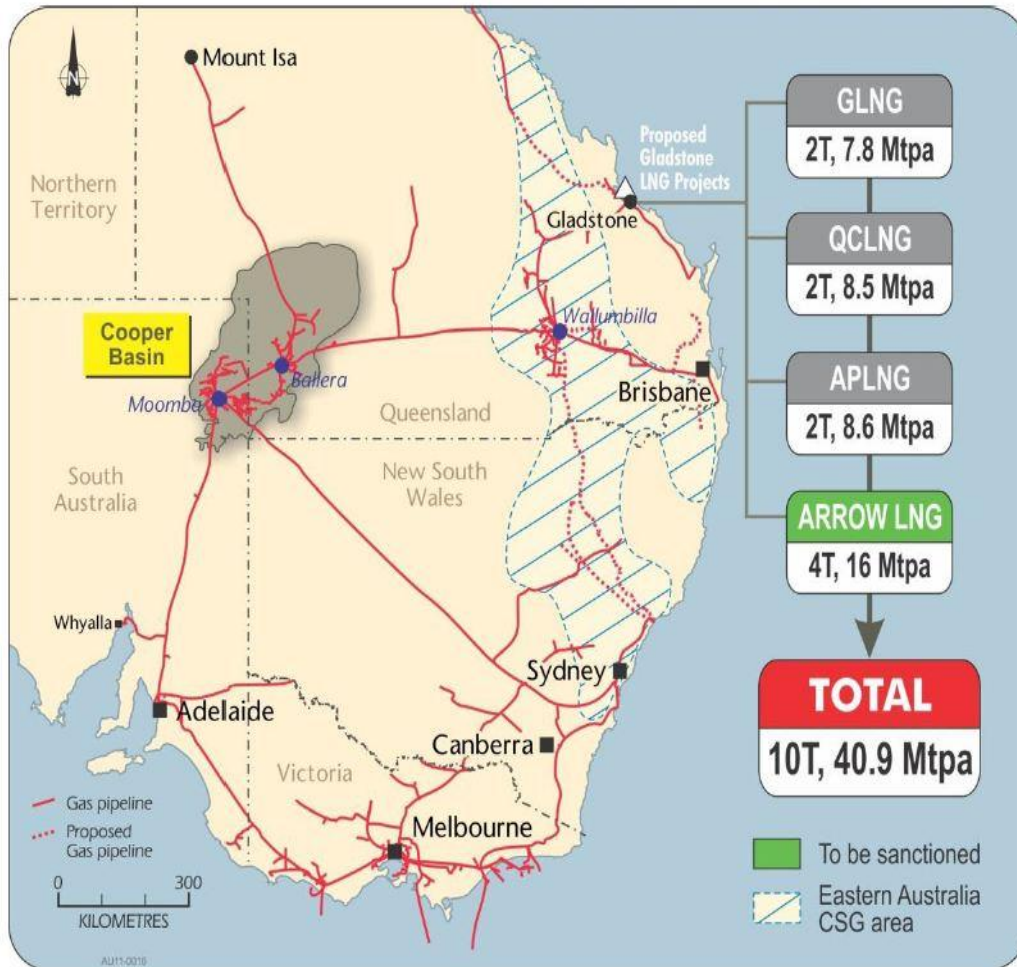 N
Mount Isa
Northern
Territory
Proposed
Gladstone
LNG Projects
Gladstone
Cooper
Basin
Wallumbilla
Ballera
Moomba
Brisbane
Queensland
New South
Wales
South
Australia
Whyalla
Sydney
Adelaide
Canberra
Victoria
Melbourne
Gas pipeline
Proposed
Gas pipeline
0 300
KILOMETRES
AU11-0016
GLNG
2T, 7.8 Mtpa
QCLNG
2T, 8.5 Mtpa
APLNG
2T, 8.6 Mtpa
ARROW LNG
4T, 16 Mtpa
TOTAL
10T, 40.9 Mtpa
To be sanctioned
Eastern Australia
CSG area